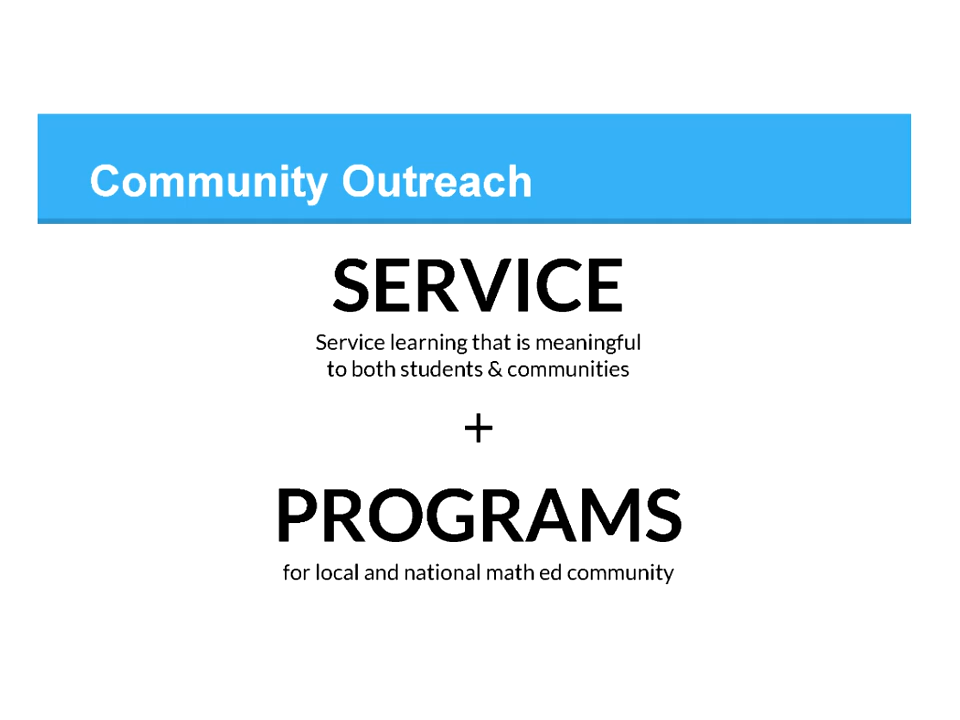 Community Outreach
SERVICE
Service learning that is meaningful
to both students & communities
+
PROGRAMS
for local and national math ed community